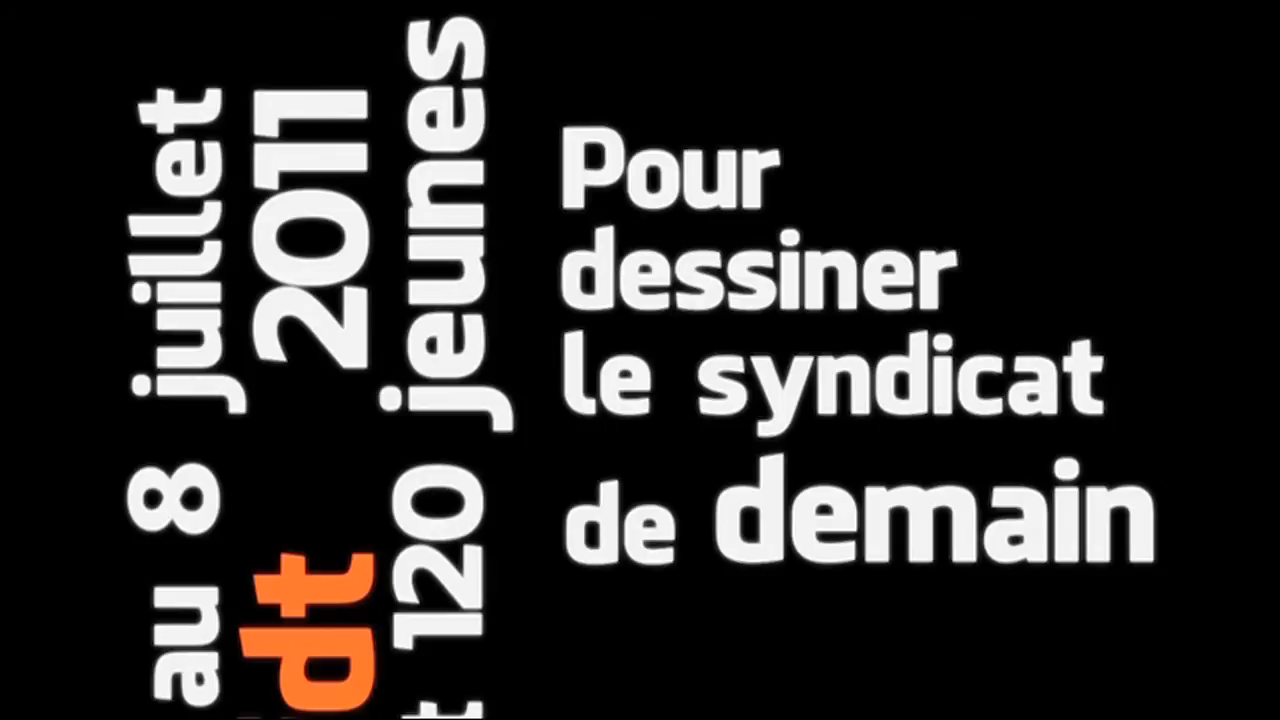 au 8 juillet
dt 2011
120 jeunes
Pour
dessiner
le syndicat
de demain